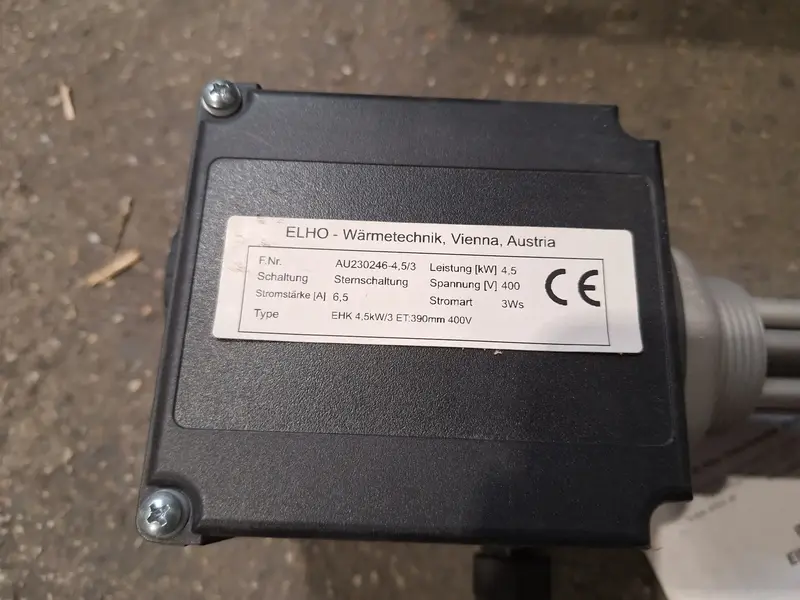 ELHO - Wärmetechnik, Vienna, Austria
F.Nr. AU230246-4,5/3 Leistung [kW] 4,5
Schaltung Sternschaltung Spannung [V] 400
Stromstärke [A] 6,5 Stromart 3Ws
Type EHK 4,5kW/3 ET:390mm 400V
CE